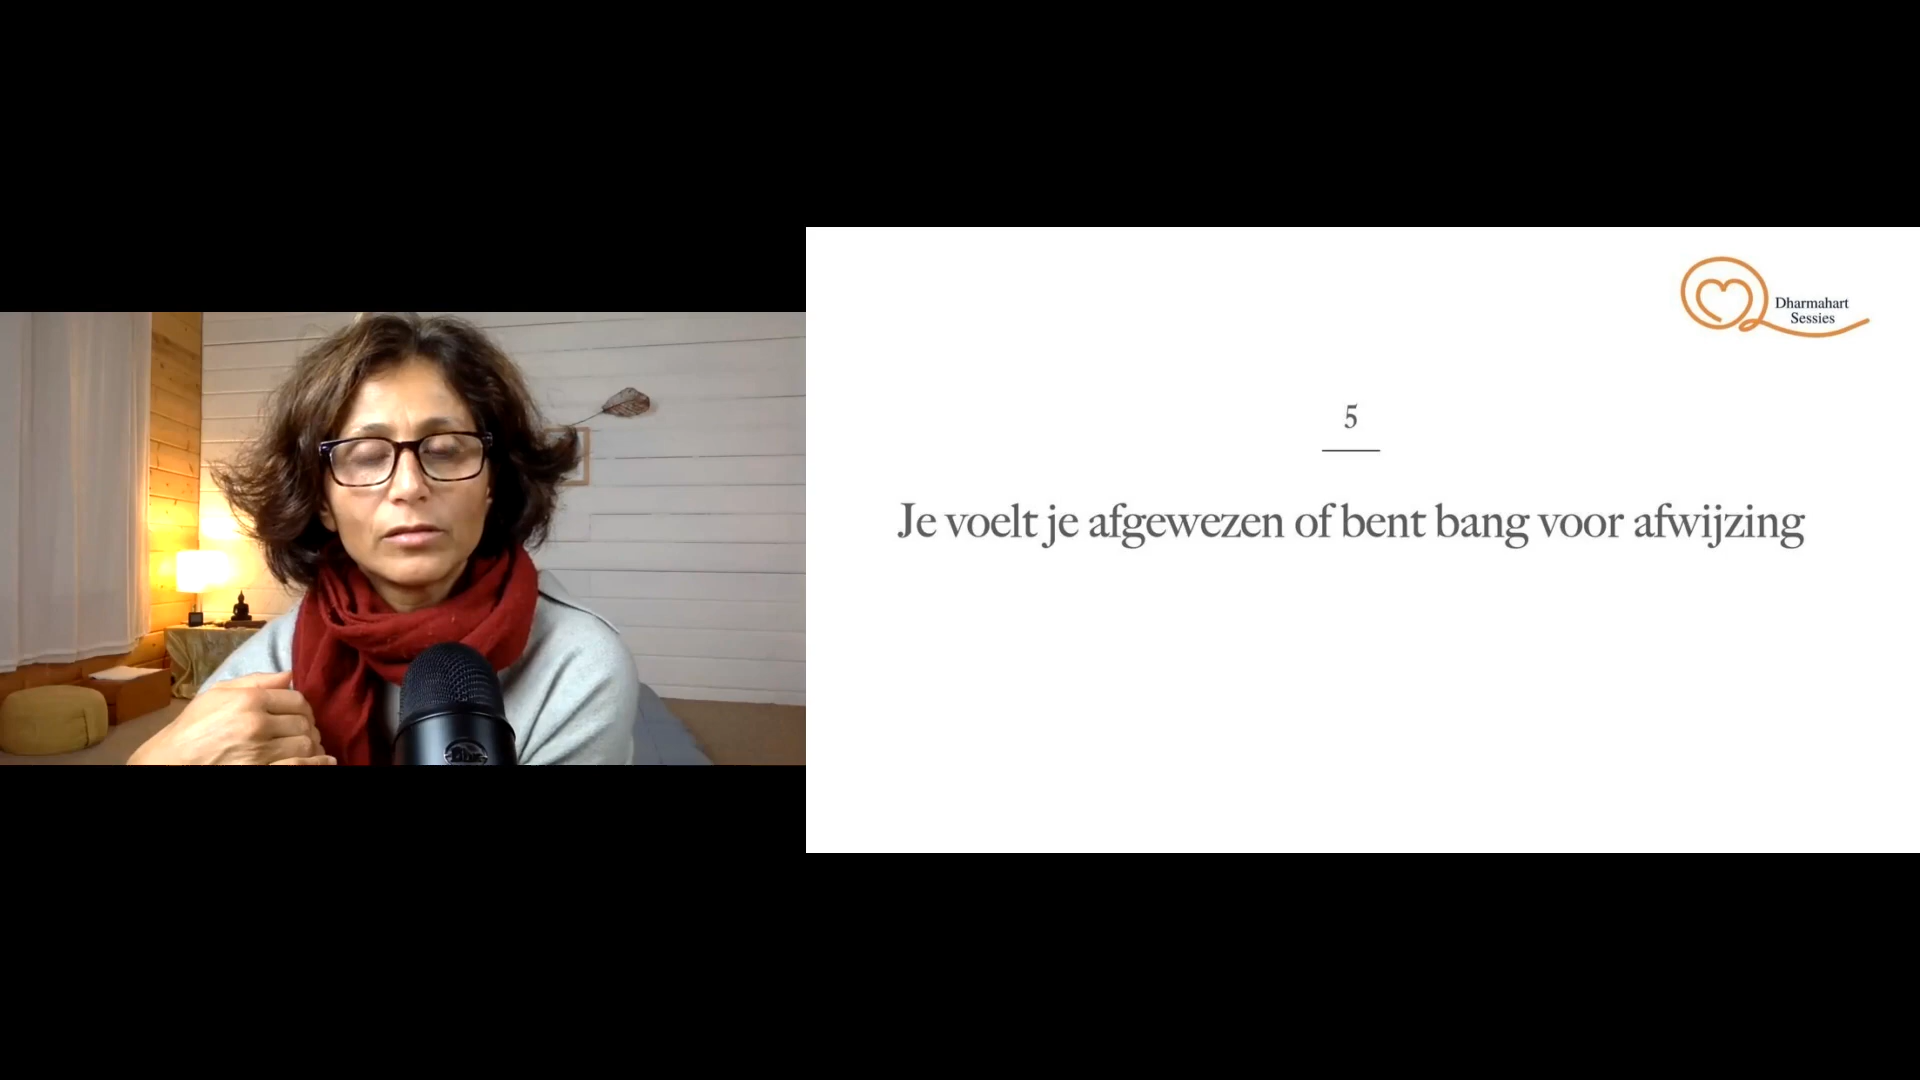 Dharmahart
Sessies
5
Je voelt je afgewezen of bent bang voor afwijzing